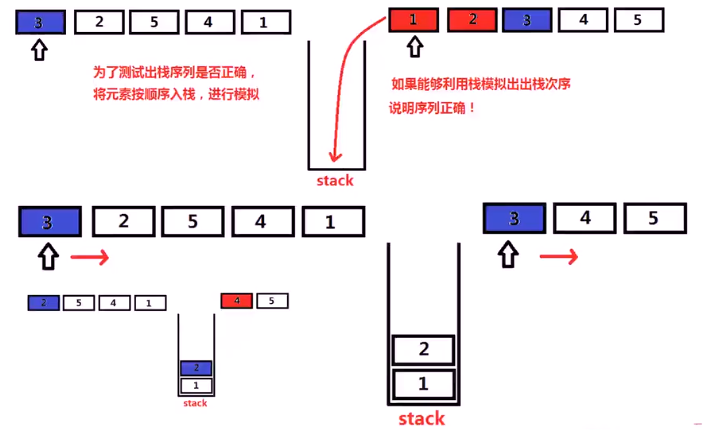 3 2 5 4 1
1 2 3 4 5
为了测试出栈序列是否正确，
将元素按顺序入栈，进行模拟
如果能够利用栈模拟出出栈次序
说明序列正确！
stack
3 2 5 4 1
3 4 5
2 5 4 1
4 5
2
1
stack
2
1
stack